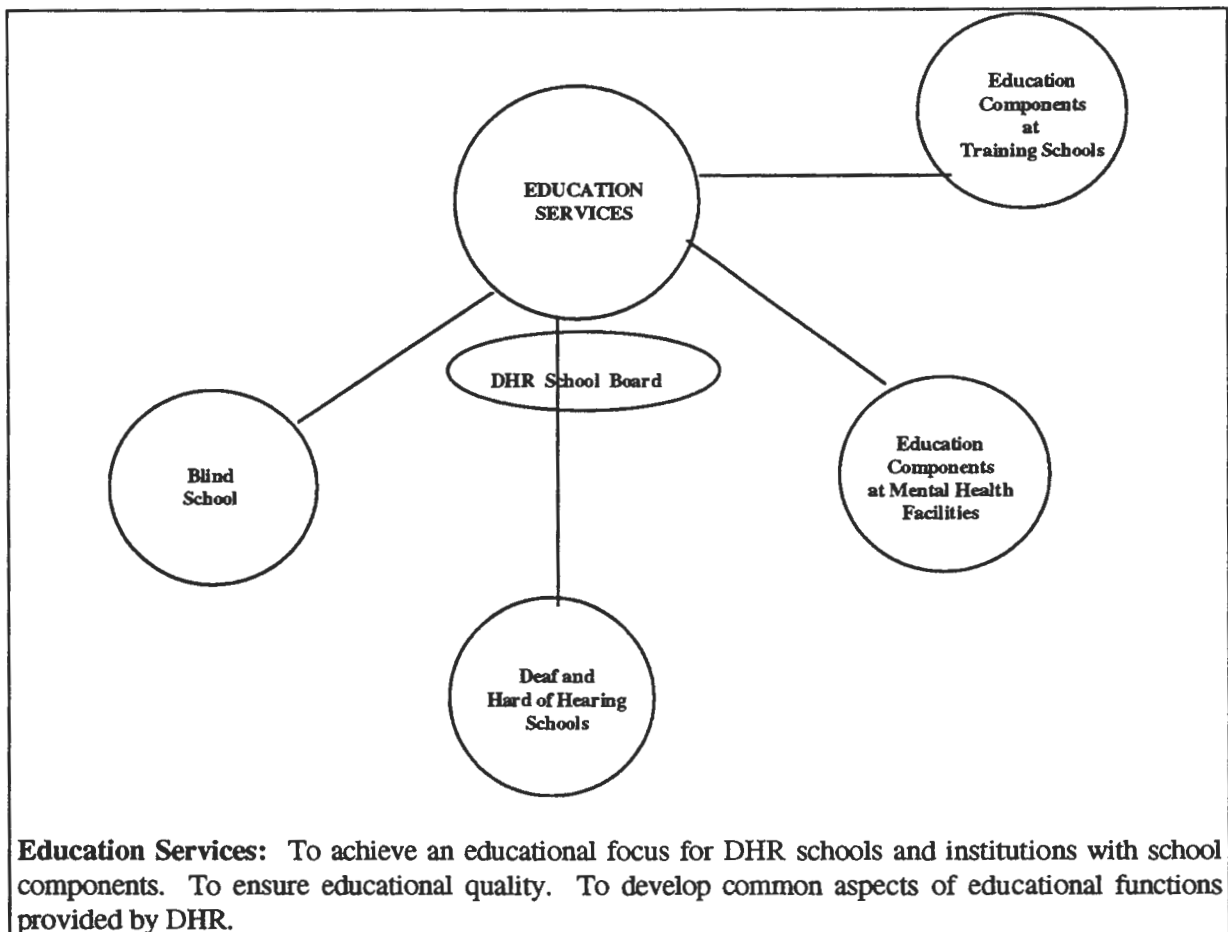 Education
Components
at
Training Schools
EDUCATION
SERVICES
DHR School Board
Blind
School
Education
Components
at Mental Health
Facilities
Deaf and
Hard of Hearing
Schools
Education Services: To achieve an educational focus for DHR schools and institutions with school
components. To ensure educational quality. To develop common aspects of educational functions
provided by DHR.